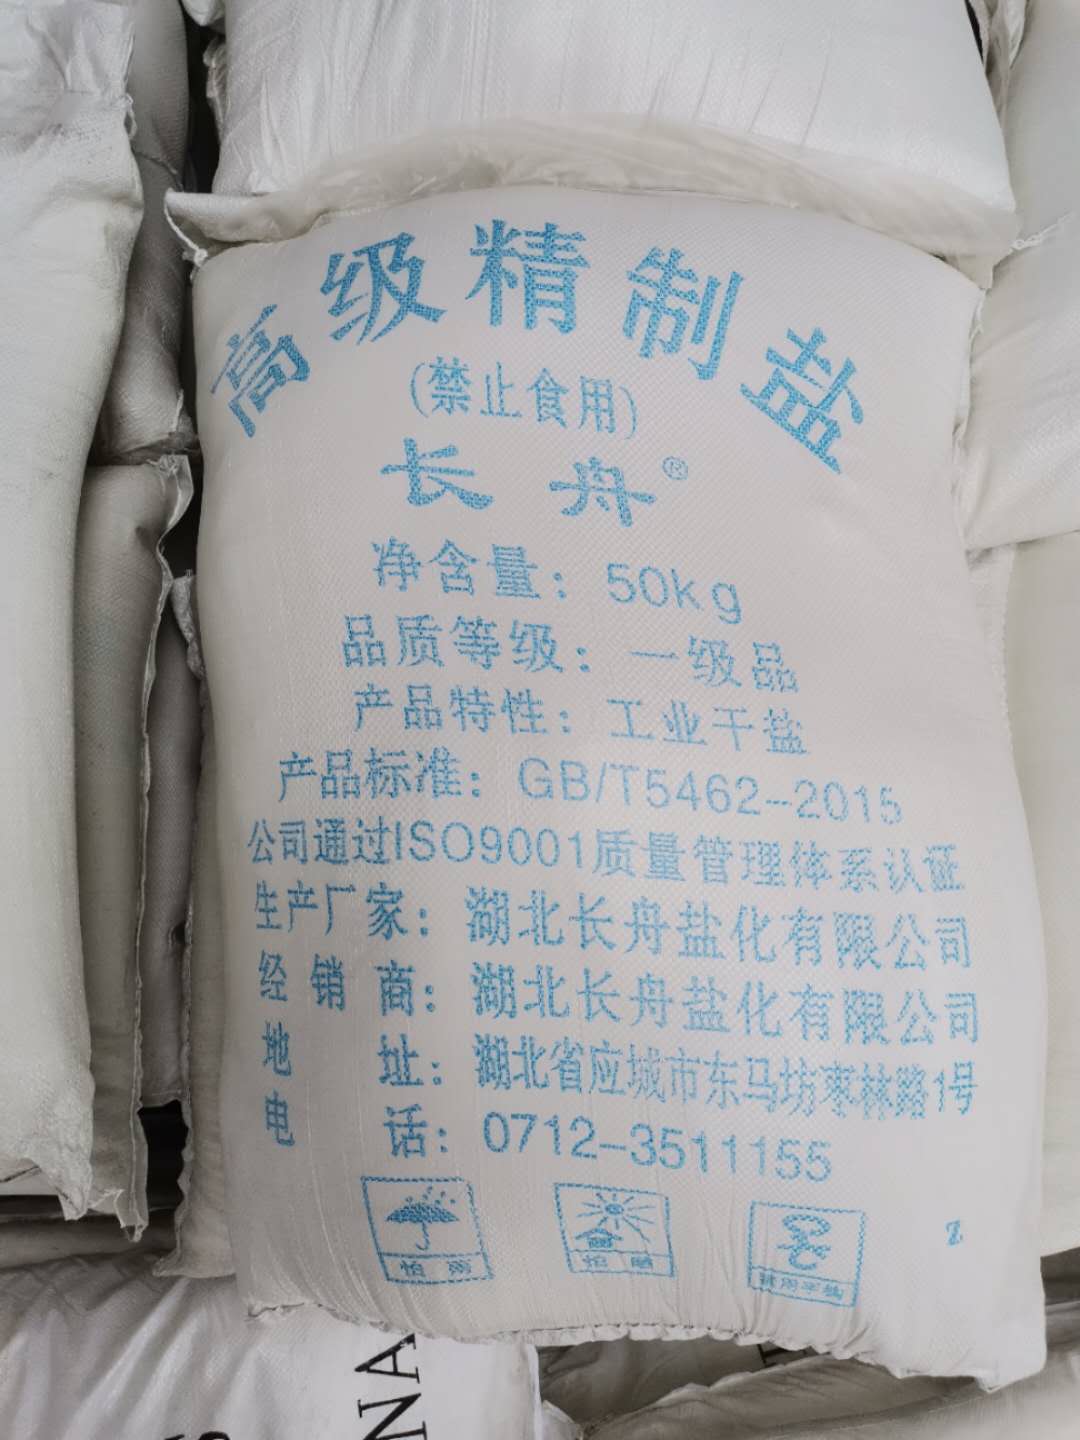 高级精制盐
(禁止食用)
长舟®
净含量：50kg
品质等级：一级品
产品特性：工业干盐
产品标准：GB/T5462--2015
公司通过ISO9001质量管理体系认证
生产厂家：湖北长舟盐化有限公司
经销商：湖北长舟盐化有限公司
地址：湖北省应城市东马坊枣林路1号
电话：0712-3511155
怕雨
怕晒
禁用手钩
Z
NA